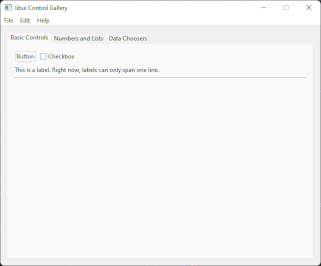 libui Control Gallery
File Edit Help
Basic Controls Numbers and Lists Data Choosers
Button Checkbox
This is a label. Right now, labels can only span one line.